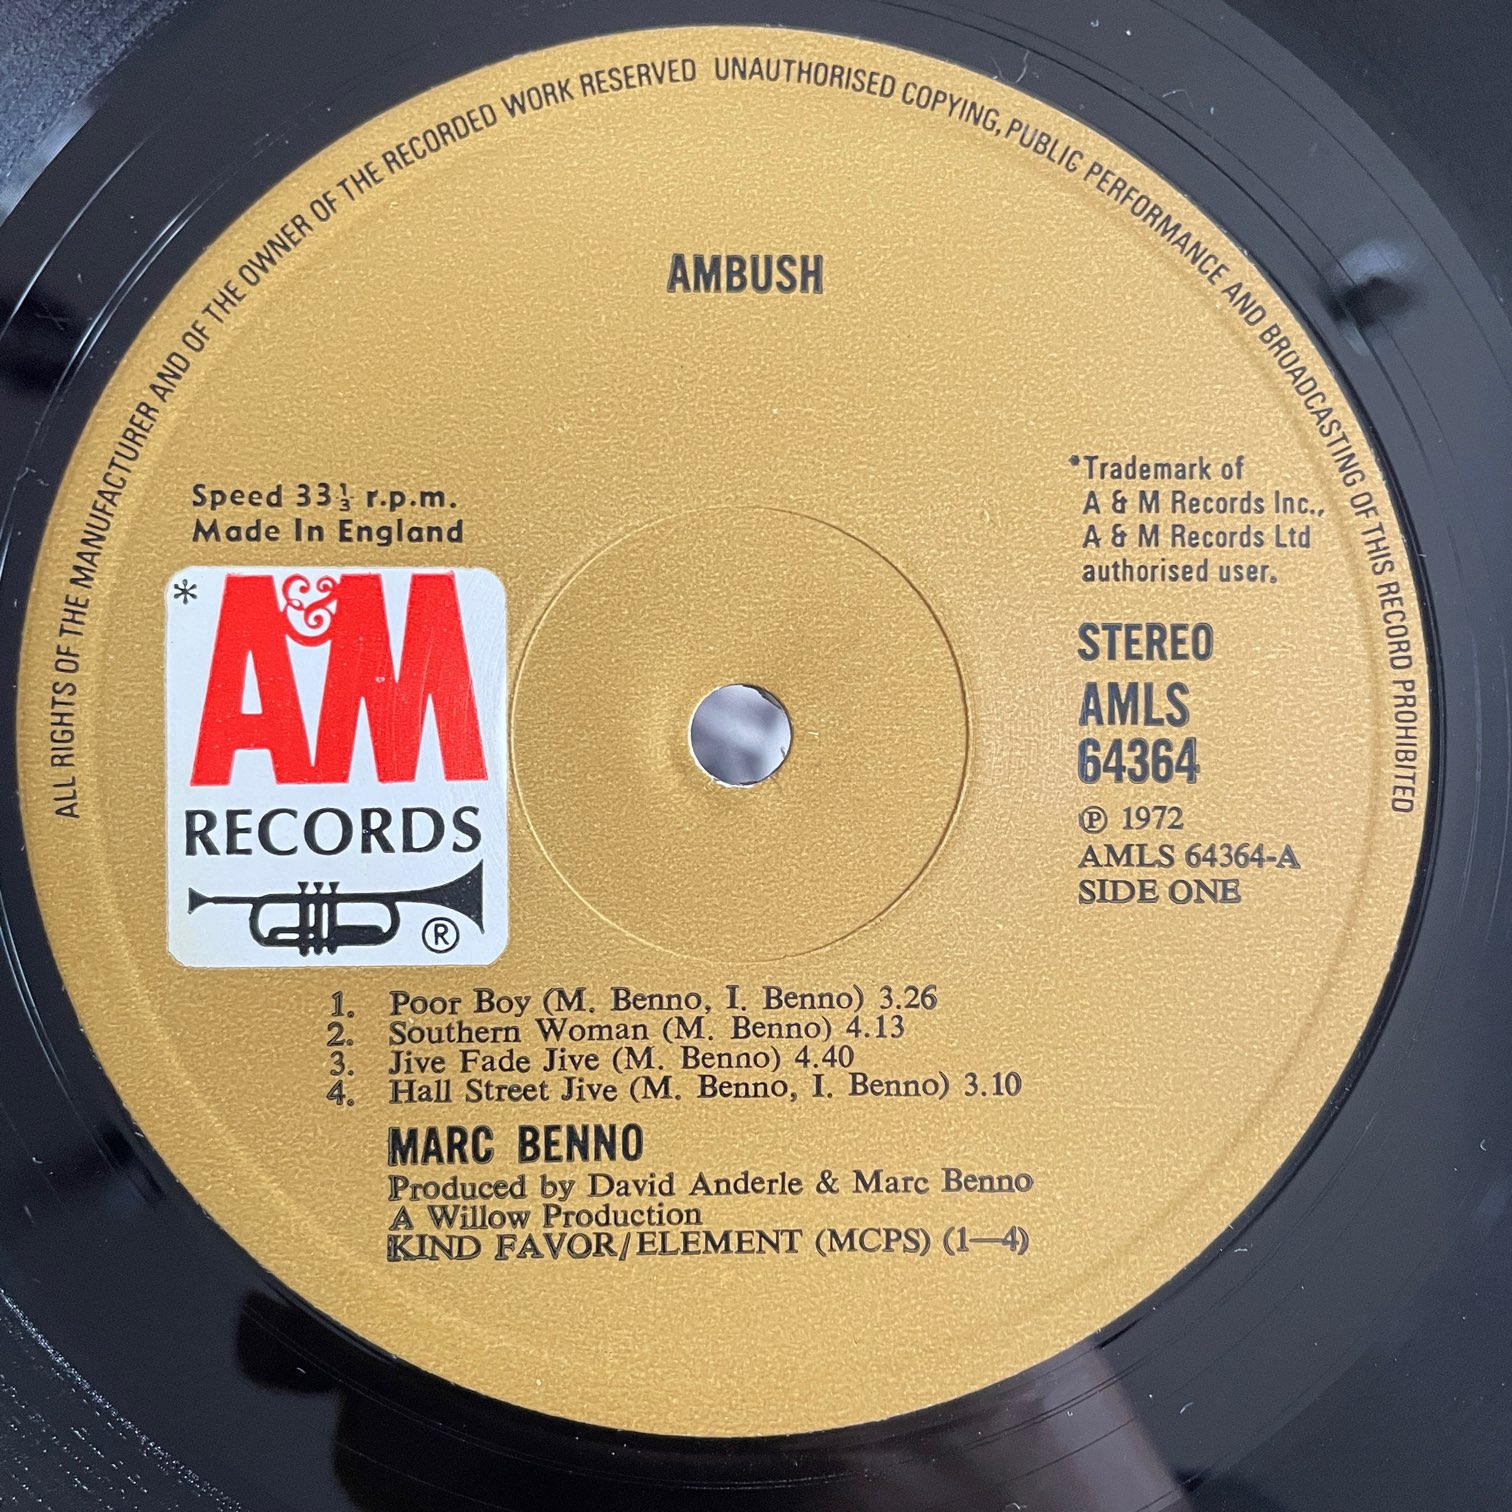 ALL RIGHTS OF THE MANUFACTURER AND OF THE OWNER OF THE RECORDED WORK RESERVED UNAUTHORISED COPYING, PUBLIC PERFORMANCE AND BROADCASTING OF THIS RECORD PROHIBITED
AMBUSH
Speed 33⅓ r.p.m.
Made In England
*
A&M
RECORDS
®
*Trademark of
A & M Records Inc.,
A & M Records Ltd
authorised user.
STEREO
AMLS
64364
℗ 1972
AMLS 64364-A
SIDE ONE
1. Poor Boy (M. Benno, I. Benno) 3.26
2. Southern Woman (M. Benno) 4.13
3. Jive Fade Jive (M. Benno) 4.40
4. Hall Street Jive (M. Benno, I. Benno) 3.10
MARC BENNO
Produced by David Anderle & Marc Benno
A Willow Production
KIND FAVOR/ELEMENT (MCPS) (1—4)